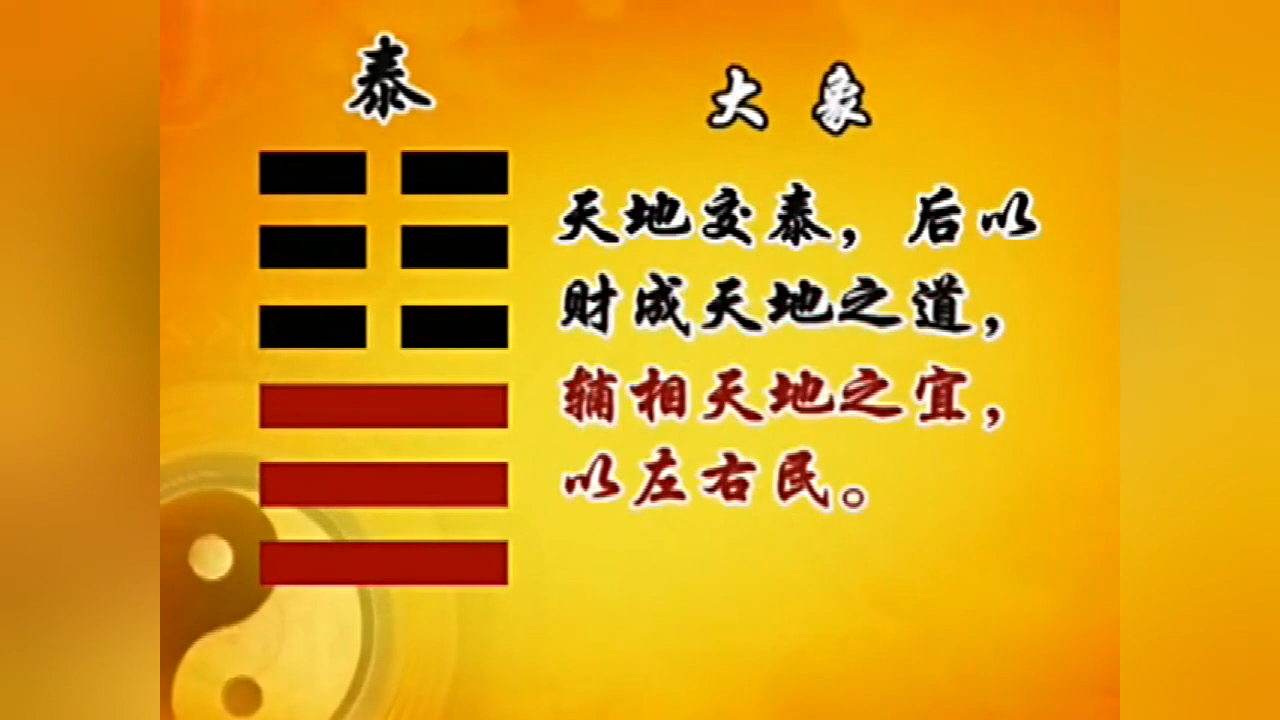 泰
大象
天地交泰，后以
财成天地之道，
辅相天地之宜，
以左右民。